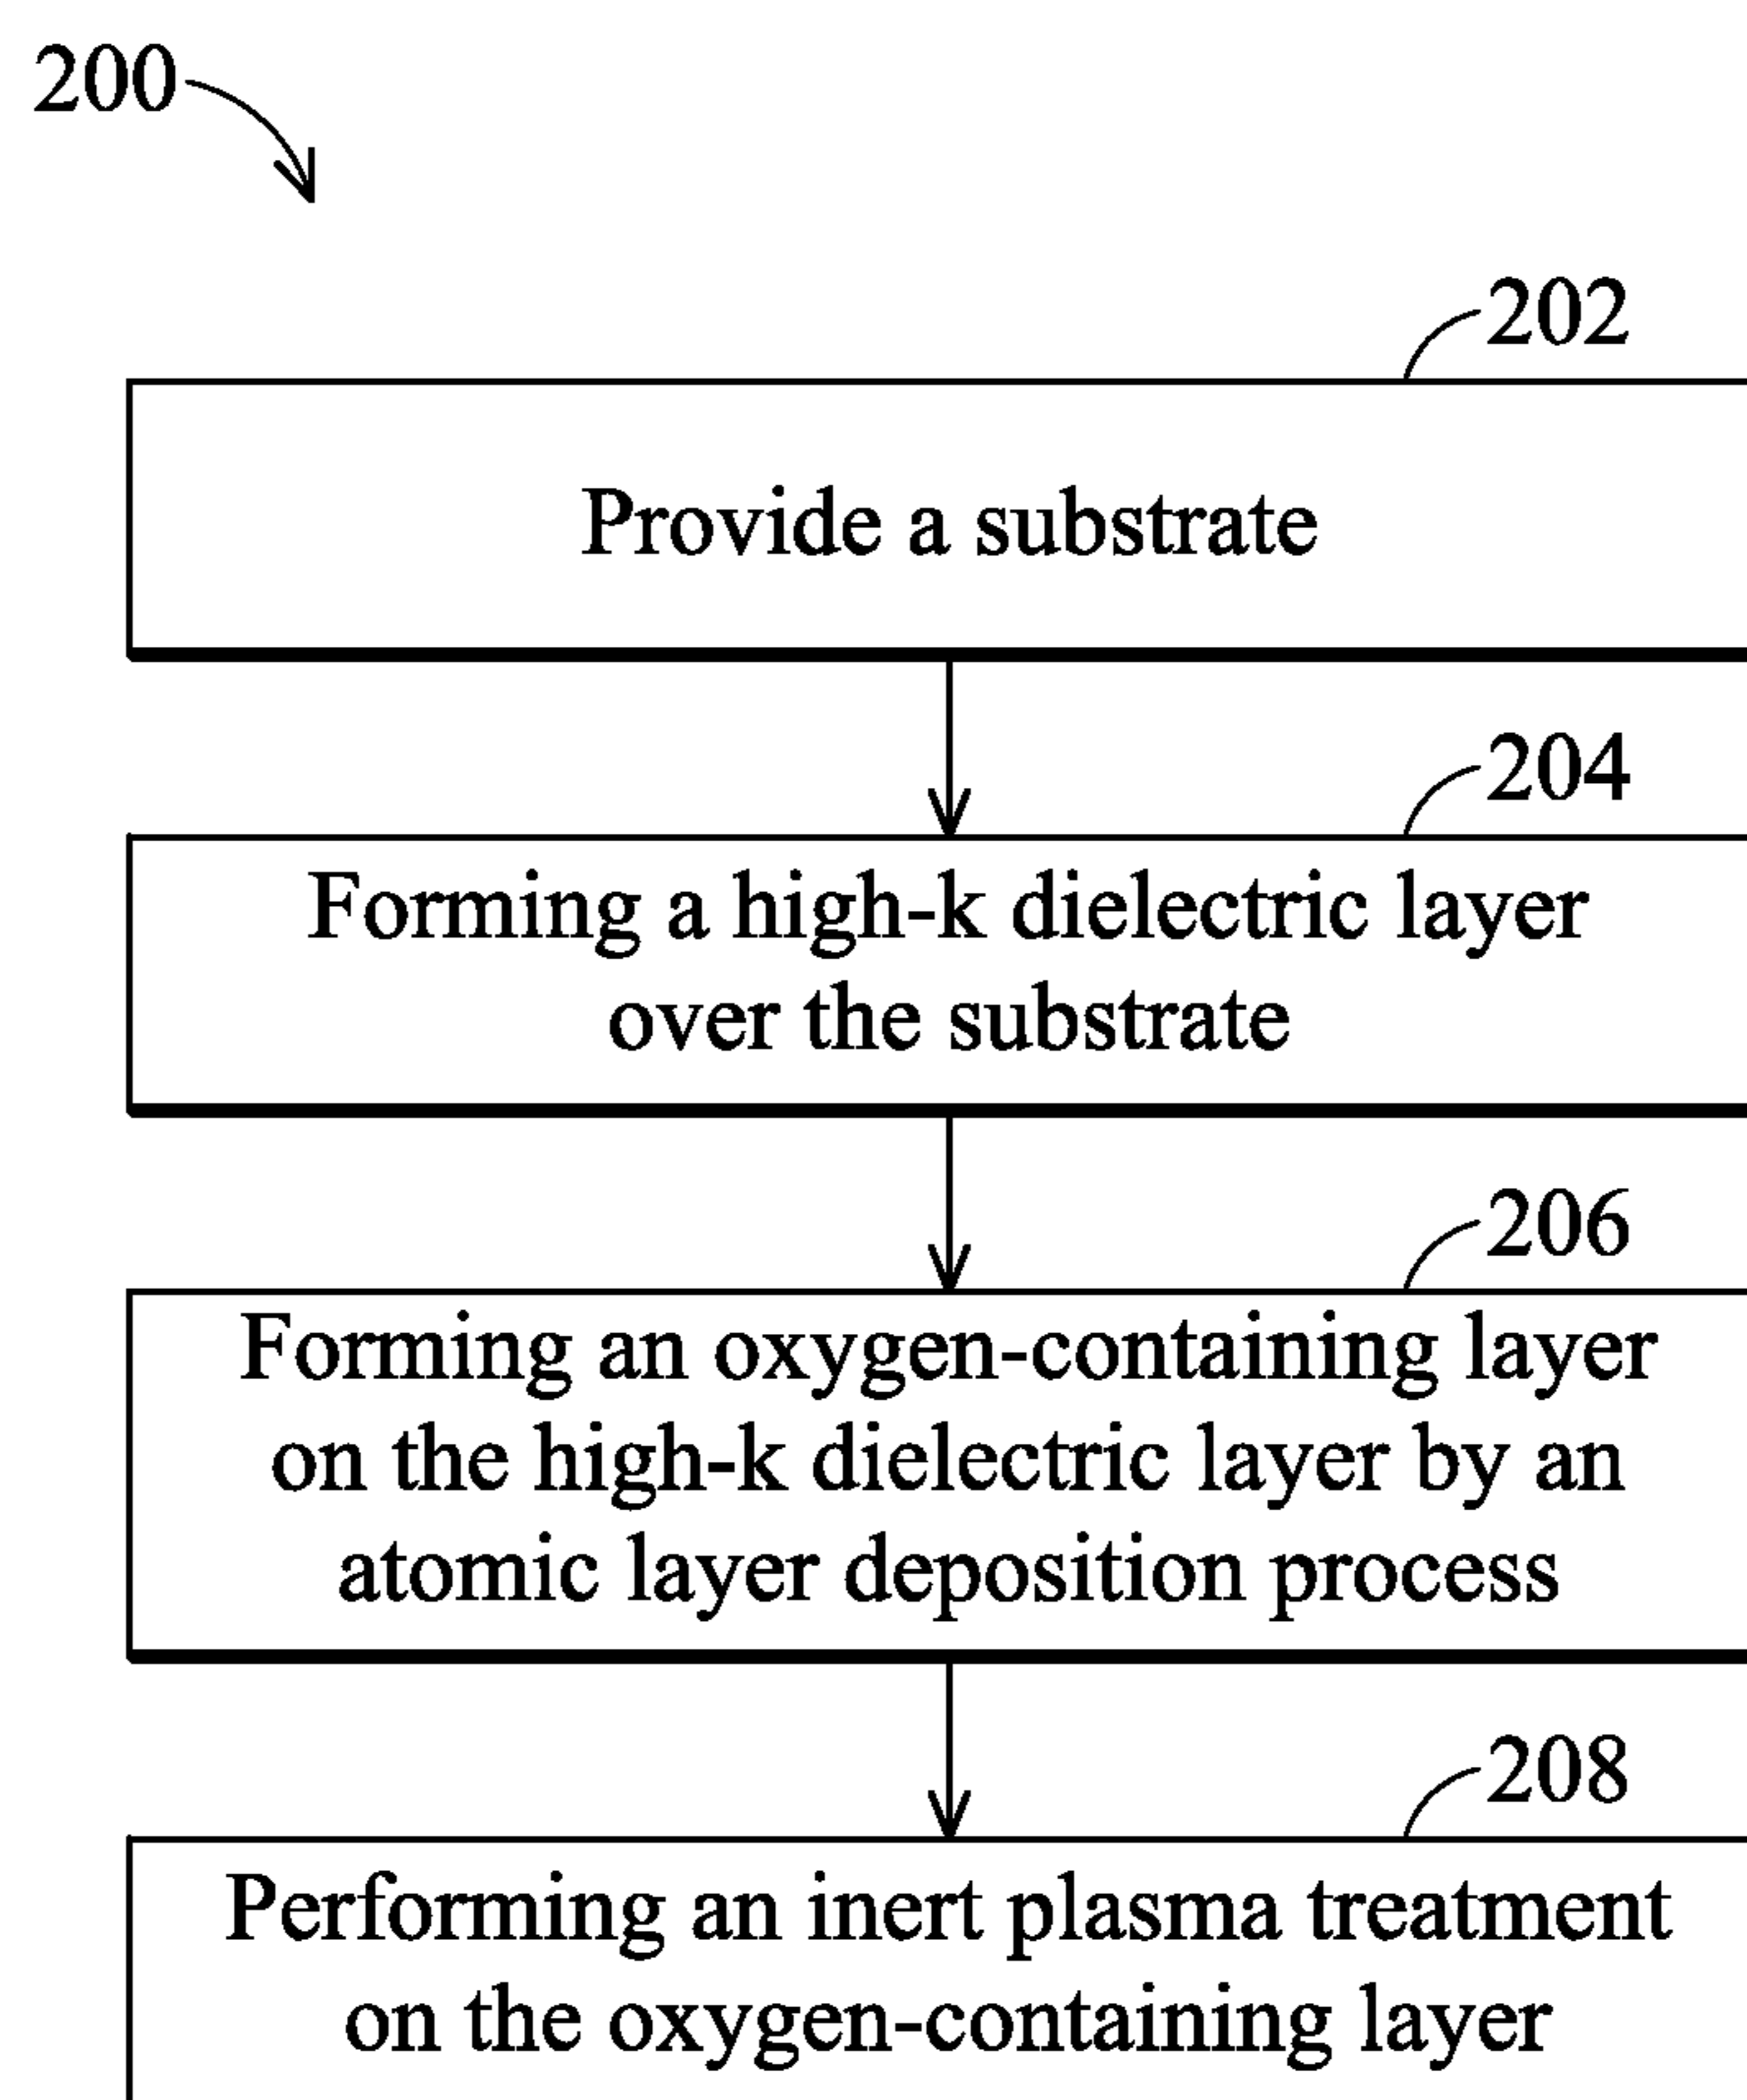 200
202
Provide a substrate
204
Forming a high-k dielectric layer
over the substrate
206
Forming an oxygen-containing layer
on the high-k dielectric layer by an
atomic layer deposition process
208
Performing an inert plasma treatment
on the oxygen-containing layer